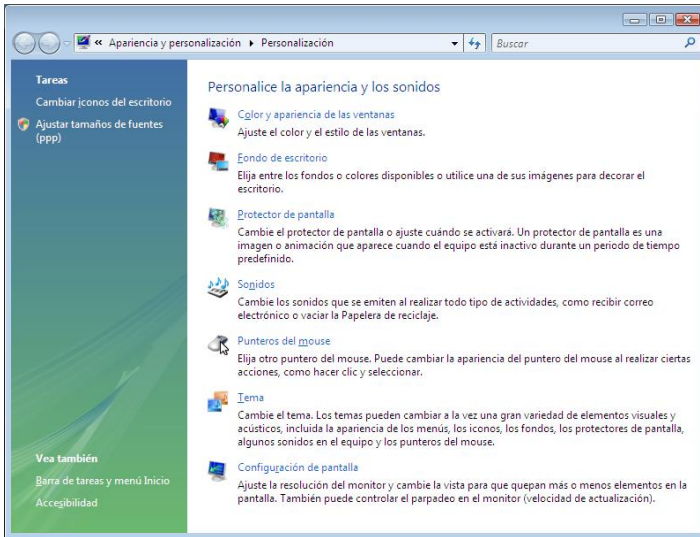 « Apariencia y personalización ▸ Personalización
Buscar
Tareas
Cambiar iconos del escritorio
Ajustar tamaños de fuentes
(ppp)
Personalice la apariencia y los sonidos
Color y apariencia de las ventanas
Ajuste el color y el estilo de las ventanas.
Fondo de escritorio
Elija entre los fondos o colores disponibles o utilice una de sus imágenes para decorar el
escritorio.
Protector de pantalla
Cambie el protector de pantalla o ajuste cuándo se activará. Un protector de pantalla es una
imagen o animación que aparece cuando el equipo está inactivo durante un periodo de tiempo
predefinido.
Sonidos
Cambie los sonidos que se emiten al realizar todo tipo de actividades, como recibir correo
electrónico o vaciar la Papelera de reciclaje.
Punteros del mouse
Elija otro puntero del mouse. Puede cambiar la apariencia del puntero del mouse al realizar ciertas
acciones, como hacer clic y seleccionar.
Tema
Cambie el tema. Los temas pueden cambiar a la vez una gran variedad de elementos visuales y
acústicos, incluida la apariencia de los menús, los iconos, los fondos, los protectores de pantalla,
algunos sonidos en el equipo y los punteros del mouse.
Configuración de pantalla
Ajuste la resolución del monitor y cambie la vista para que quepan más o menos elementos en la
pantalla. También puede controlar el parpadeo en el monitor (velocidad de actualización).
Vea también
Barra de tareas y menú Inicio
Accesibilidad